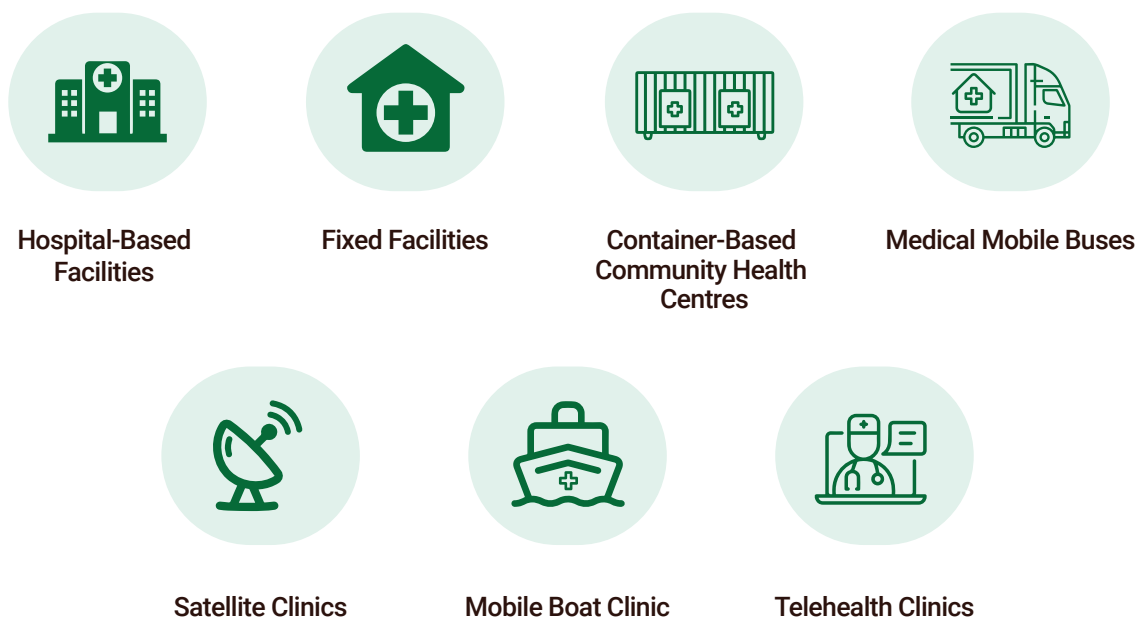 Hospital-Based
Facilities
Fixed Facilities
Container-Based
Community Health
Centres
Medical Mobile Buses
Satellite Clinics
Mobile Boat Clinic
Telehealth Clinics